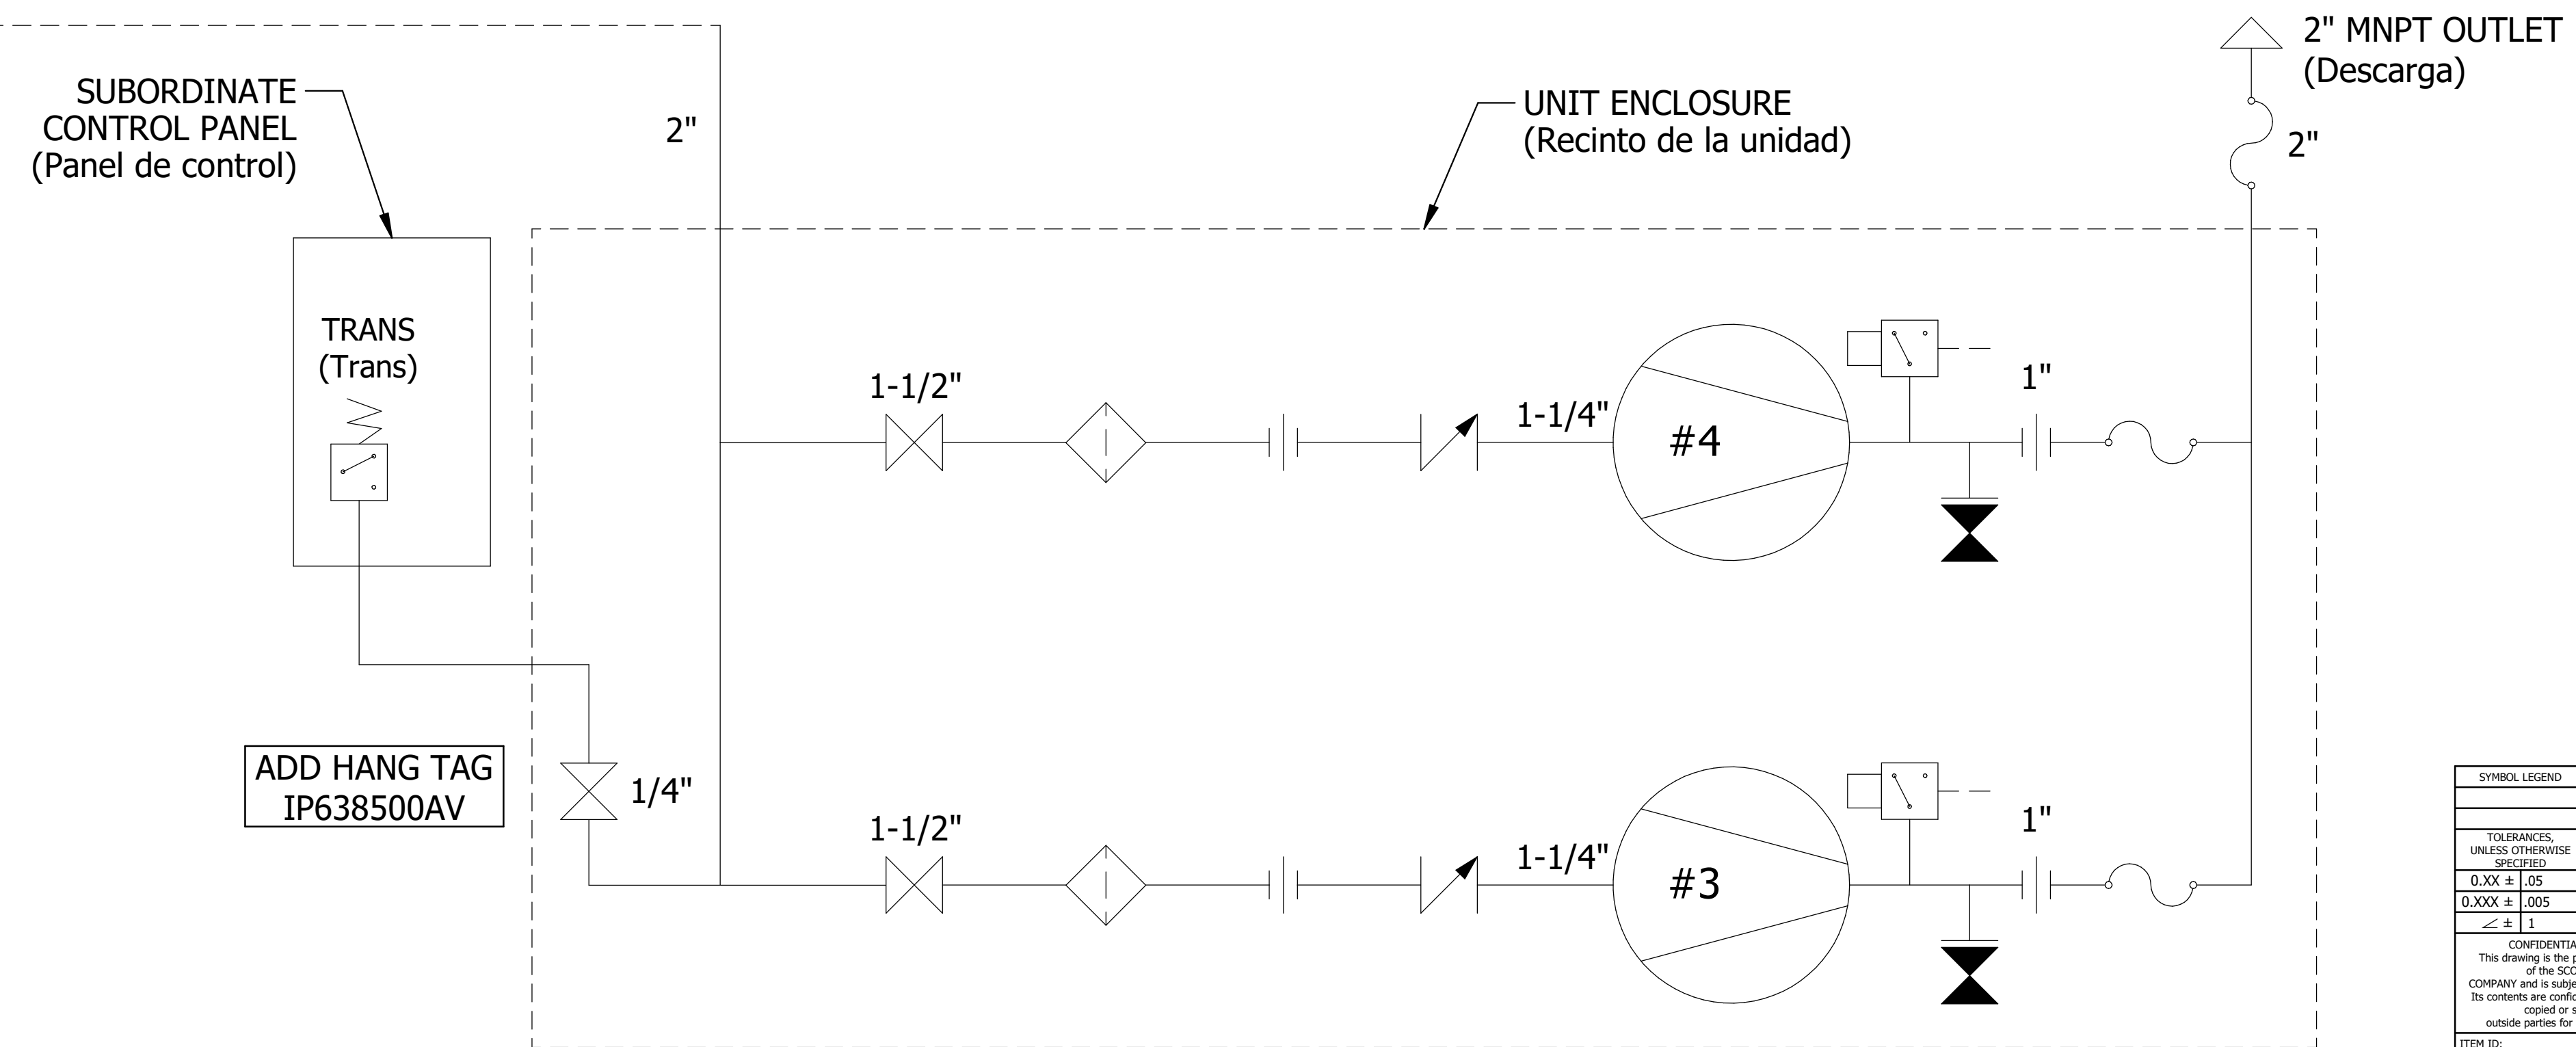 2" MNPT OUTLET
(Descarga)
SUBORDINATE
CONTROL PANEL
(Panel de control)
2"
UNIT ENCLOSURE
(Recinto de la unidad)
2"
TRANS
(Trans)
1-1/2"
1-1/4"
#4
1"
ADD HANG TAG
IP638500AV
1/4"
1-1/2"
1-1/4"
#3
1"
SYMBOL LEGEND
TOLERANCES,
UNLESS OTHERWISE
SPECIFIED
0.XX ± .05
0.XXX ± .005
∠ ± 1
This drawing is the
of the
COMPANY and is
Its contents are
copied or
outside parties for
ITEM ID: